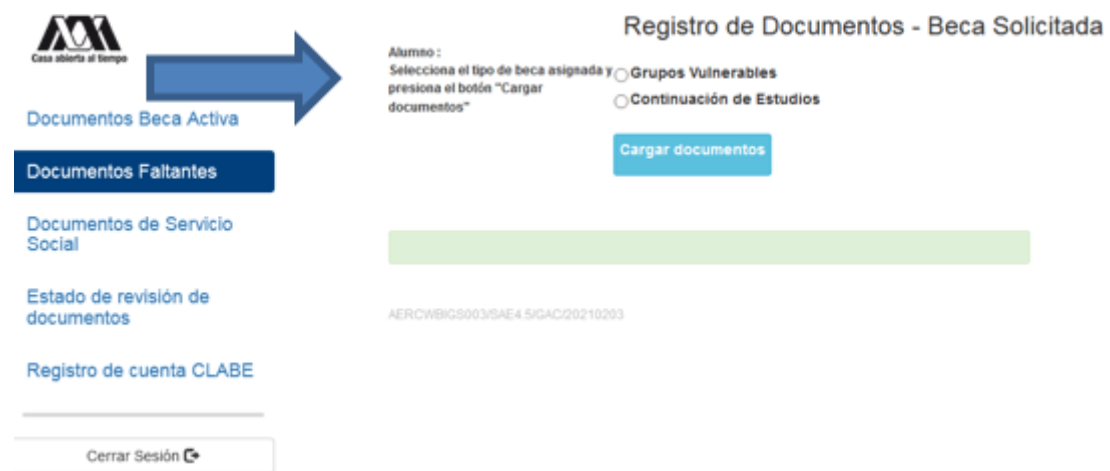 Casa abierta al tiempo
Documentos Beca Activa
Documentos Faltantes
Documentos de Servicio
Social
Estado de revisión de
documentos
Registro de cuenta CLABE
Cerrar Sesión
Registro de Documentos - Beca Solicitada
Alumno :
Selecciona el tipo de beca asignada y
presiona el botón "Cargar
documentos"
Grupos Vulnerables
Continuación de Estudios
Cargar documentos
AERCWBIGS003/SAE4.5/GAC/20210203